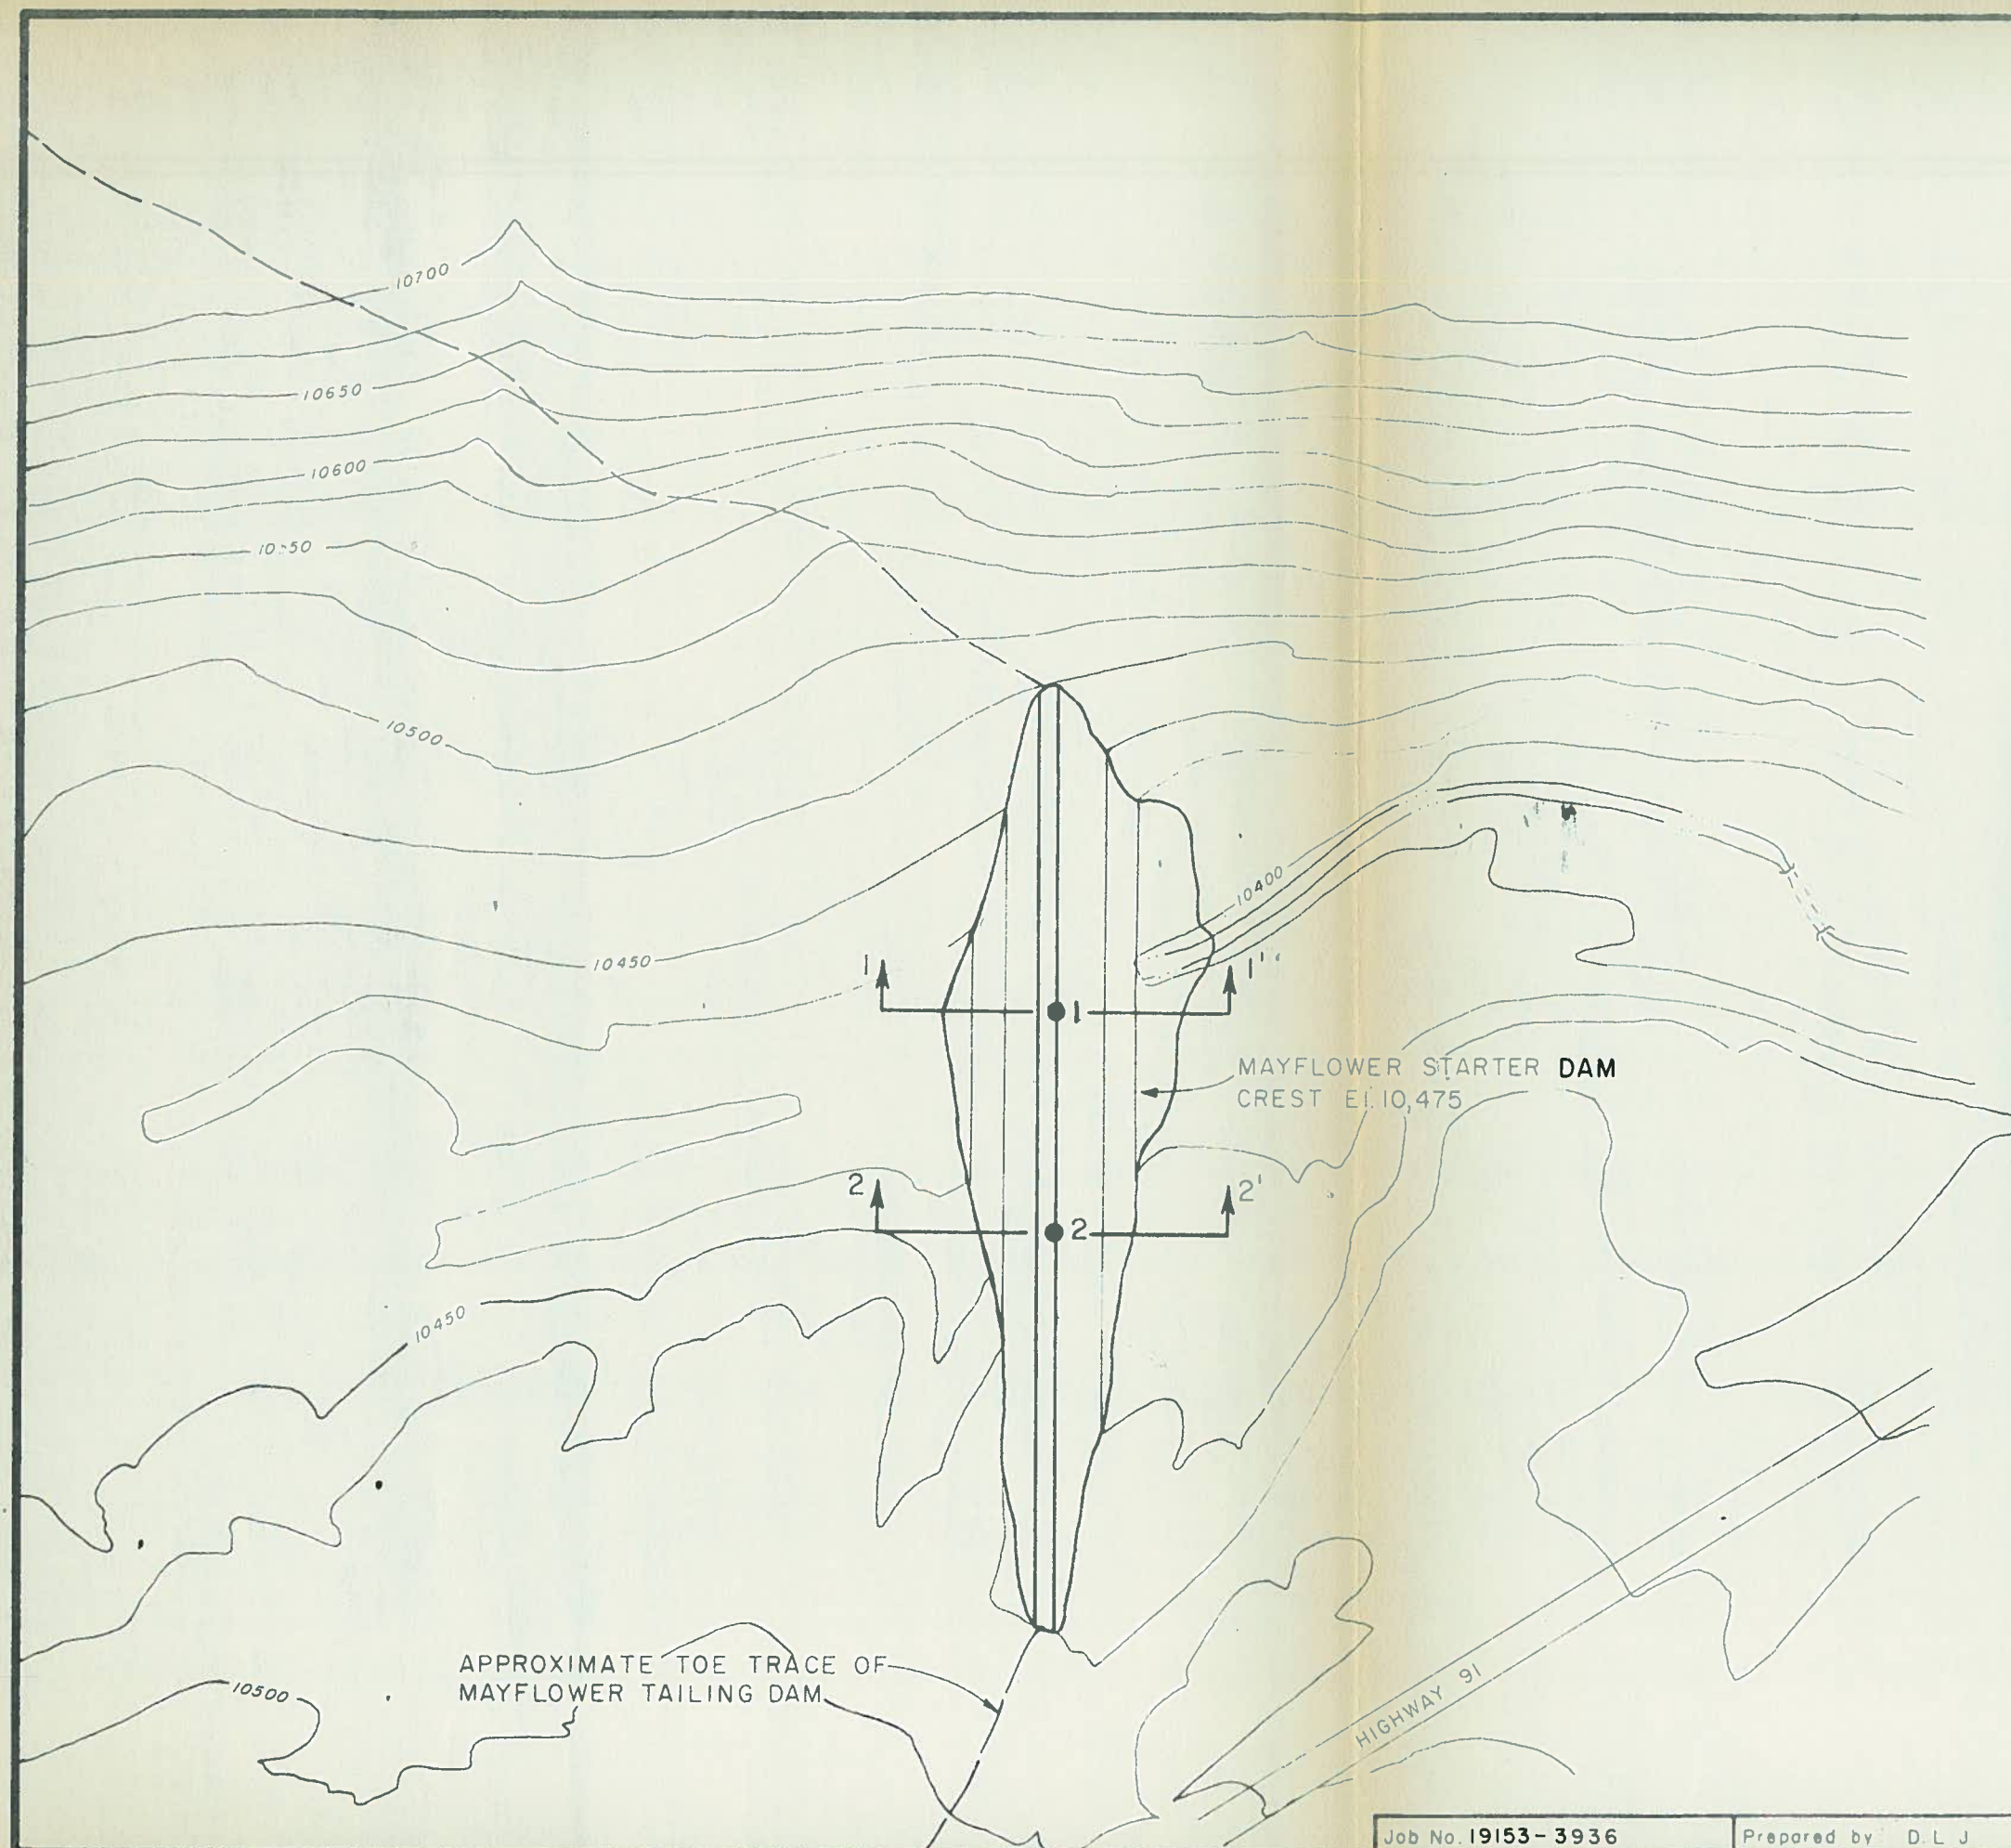 10700
10650
10600
10500
10450
10400
1
1'
1
MAYFLOWER STARTER DAM
CREST El. 10,475
2
2'
2
10450
APPROXIMATE TOE TRACE OF
MAYFLOWER TAILING DAM
10500
HIGHWAY 91
Job No. 19153-3936
Prepared by D. L. J.